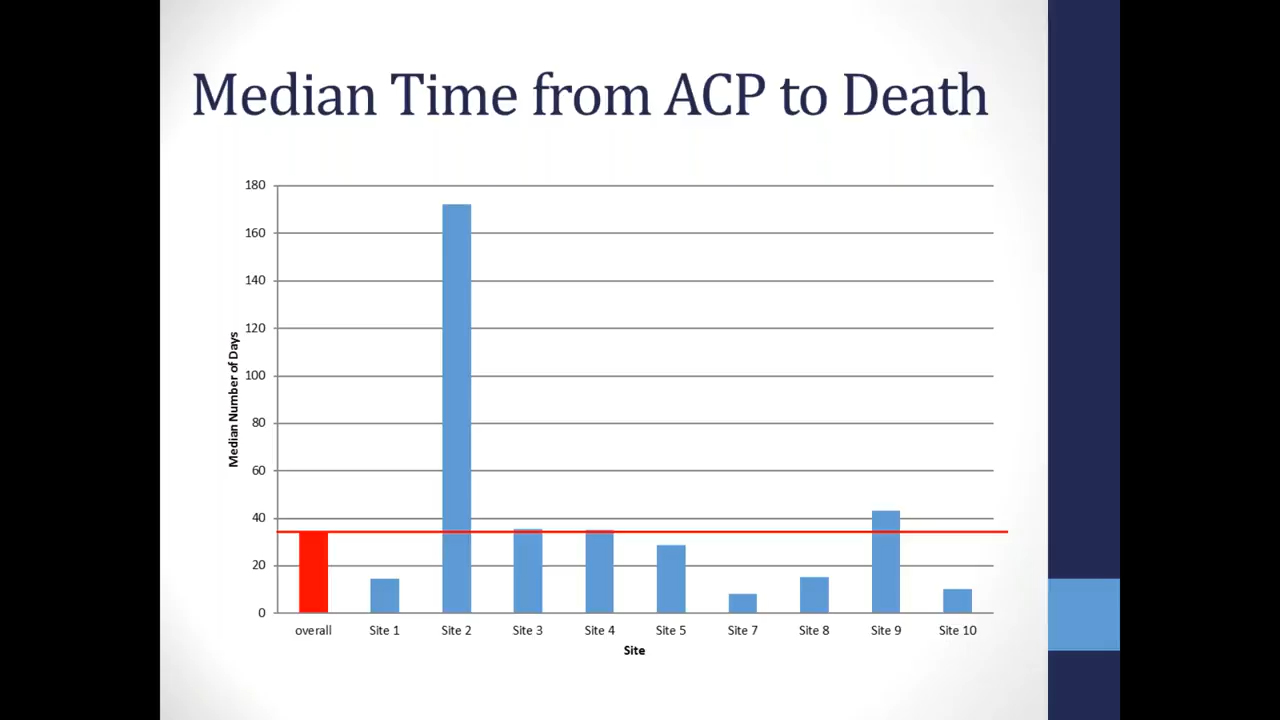 Median Time from ACP to Death
180
160
140
120
100
80
60
40
20
0
Median Number of Days
overall Site 1 Site 2 Site 3 Site 4 Site 5 Site 7 Site 8 Site 9 Site 10
Site